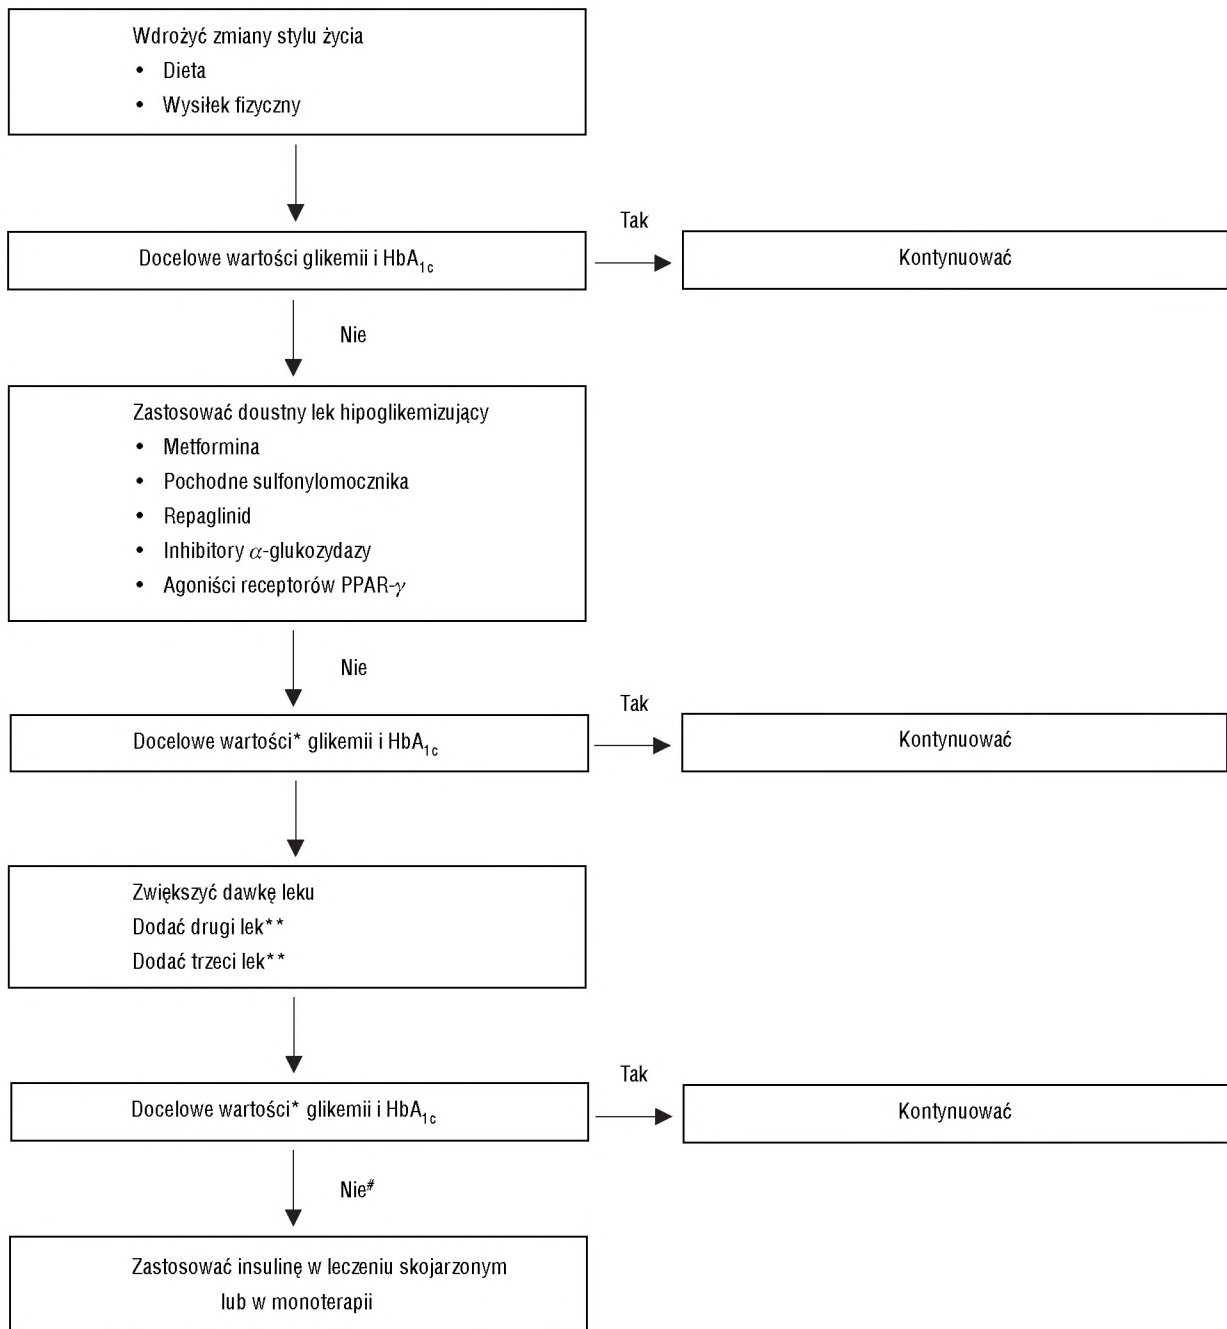 Wdrożyć zmiany stylu życia
• Dieta
• Wysiłek fizyczny
Docelowe wartości glikemii i HbA1c
Tak
Kontynuować
Nie
Zastosować doustny lek hipoglikemizujący
• Metformina
• Pochodne sulfonylomocznika
• Repaglinid
• Inhibitory α-glukozydazy
• Agoniści receptorów PPAR-γ
Nie
Docelowe wartości* glikemii i HbA1c
Tak
Kontynuować
Zwiększyć dawkę leku
Dodać drugi lek**
Dodać trzeci lek**
Docelowe wartości* glikemii i HbA1c
Tak
Kontynuować
Nie#
Zastosować insulinę w leczeniu skojarzonym
lub w monoterapii